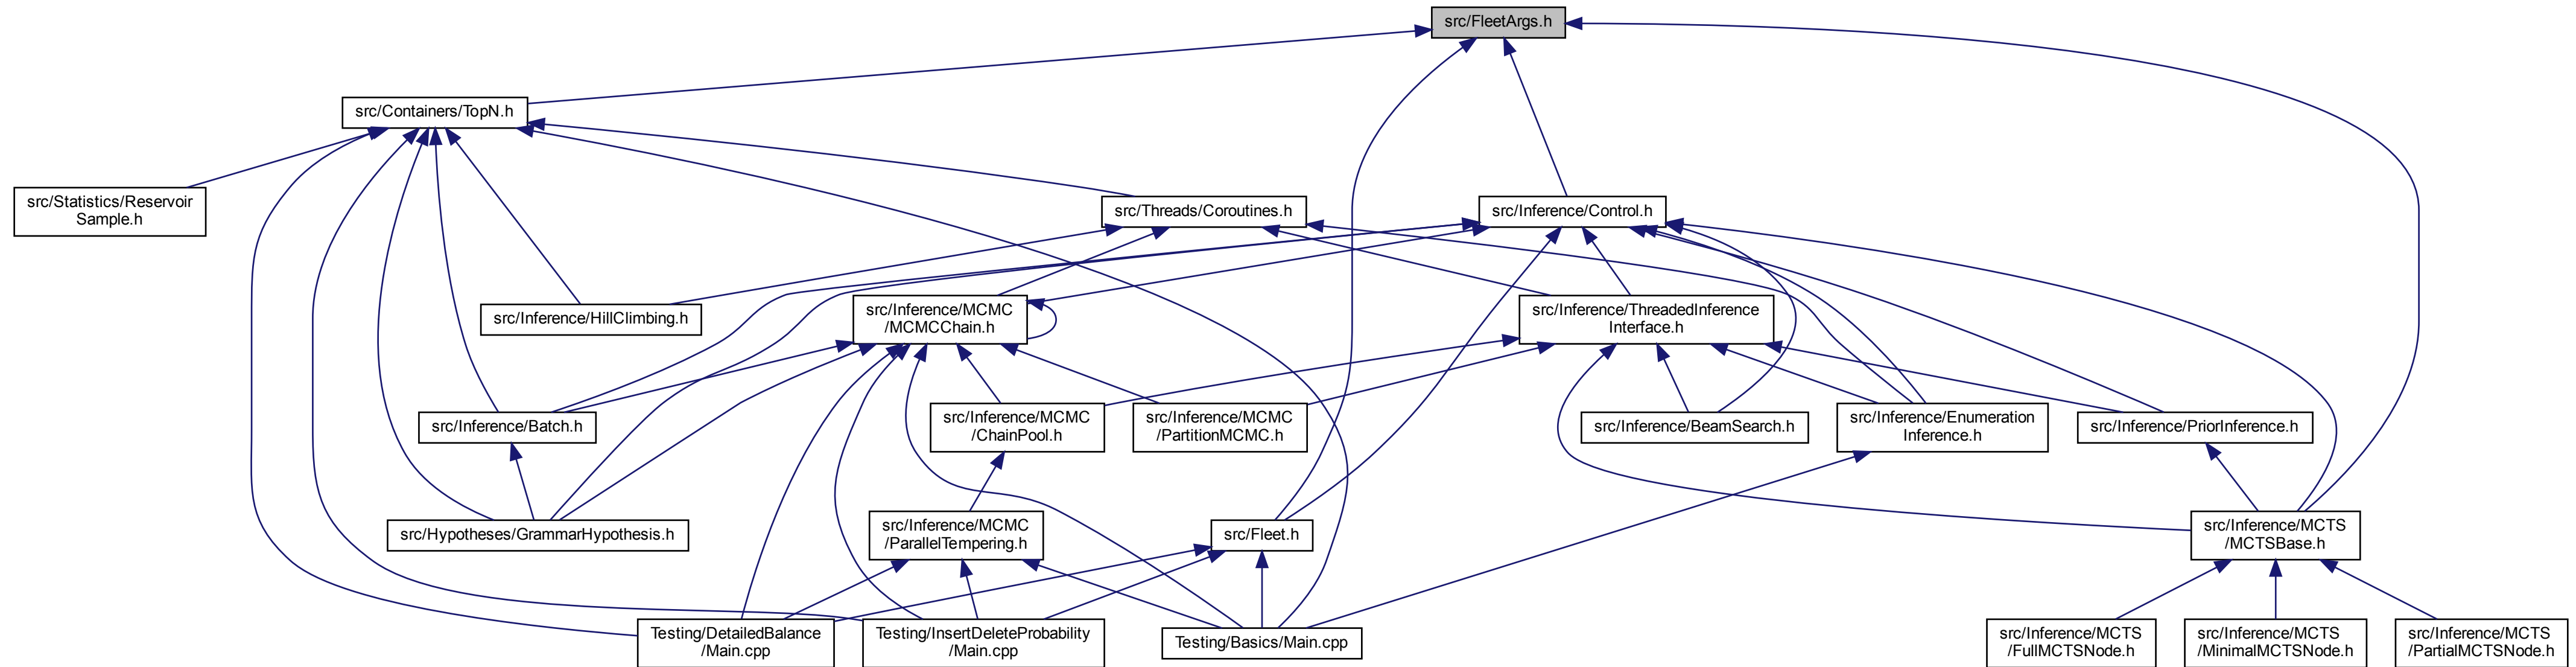 src/FleetArgs.h
src/Containers/TopN.h
src/Statistics/Reservoir
Sample.h
src/Threads/Coroutines.h
src/Inference/Control.h
src/Inference/HillClimbing.h
src/Inference/MCMC
/MCMCChain.h
src/Inference/ThreadedInference
Interface.h
src/Inference/Batch.h
src/Inference/MCMC
/ChainPool.h
src/Inference/MCMC
/PartitionMCMC.h
src/Inference/BeamSearch.h
src/Inference/Enumeration
Inference.h
src/Inference/PriorInference.h
src/Hypotheses/GrammarHypothesis.h
src/Inference/MCMC
/ParallelTempering.h
src/Fleet.h
src/Inference/MCTS
/MCTSBase.h
Testing/DetailedBalance
/Main.cpp
Testing/InsertDeleteProbability
/Main.cpp
Testing/Basics/Main.cpp
src/Inference/MCTS
/FullMCTSNode.h
src/Inference/MCTS
/MinimalMCTSNode.h
src/Inference/MCTS
/PartialMCTSNode.h